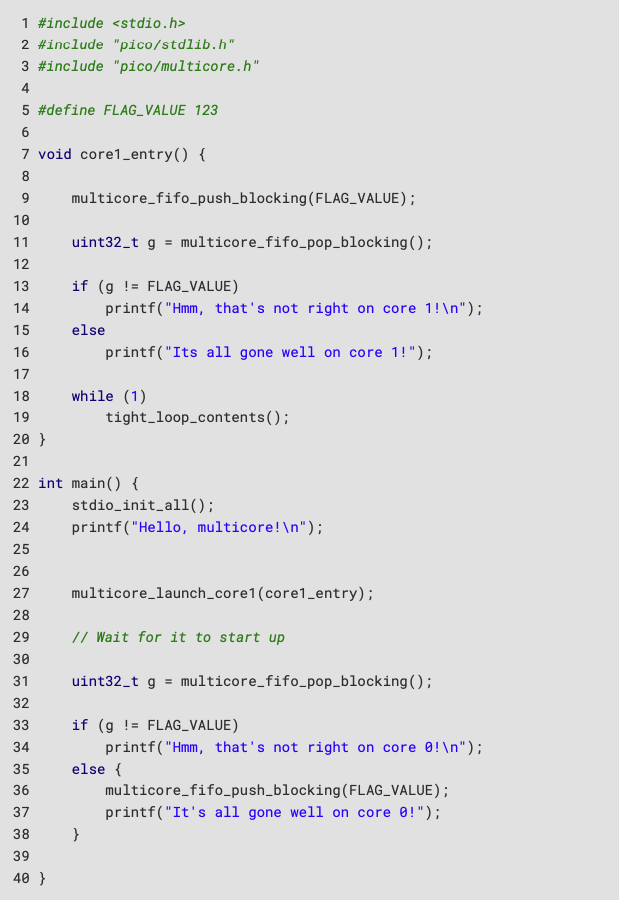 1 #include <stdio.h>
2 #include "pico/stdlib.h"
3 #include "pico/multicore.h"
4
5 #define FLAG_VALUE 123
6
7 void core1_entry() {
8
9     multicore_fifo_push_blocking(FLAG_VALUE);
10
11     uint32_t g = multicore_fifo_pop_blocking();
12
13     if (g != FLAG_VALUE)
14         printf("Hmm, that's not right on core 1!\n");
15     else
16         printf("Its all gone well on core 1!");
17
18     while (1)
19         tight_loop_contents();
20 }
21
22 int main() {
23     stdio_init_all();
24     printf("Hello, multicore!\n");
25
26
27     multicore_launch_core1(core1_entry);
28
29     // Wait for it to start up
30
31     uint32_t g = multicore_fifo_pop_blocking();
32
33     if (g != FLAG_VALUE)
34         printf("Hmm, that's not right on core 0!\n");
35     else {
36         multicore_fifo_push_blocking(FLAG_VALUE);
37         printf("It's all gone well on core 0!");
38     }
39
40 }